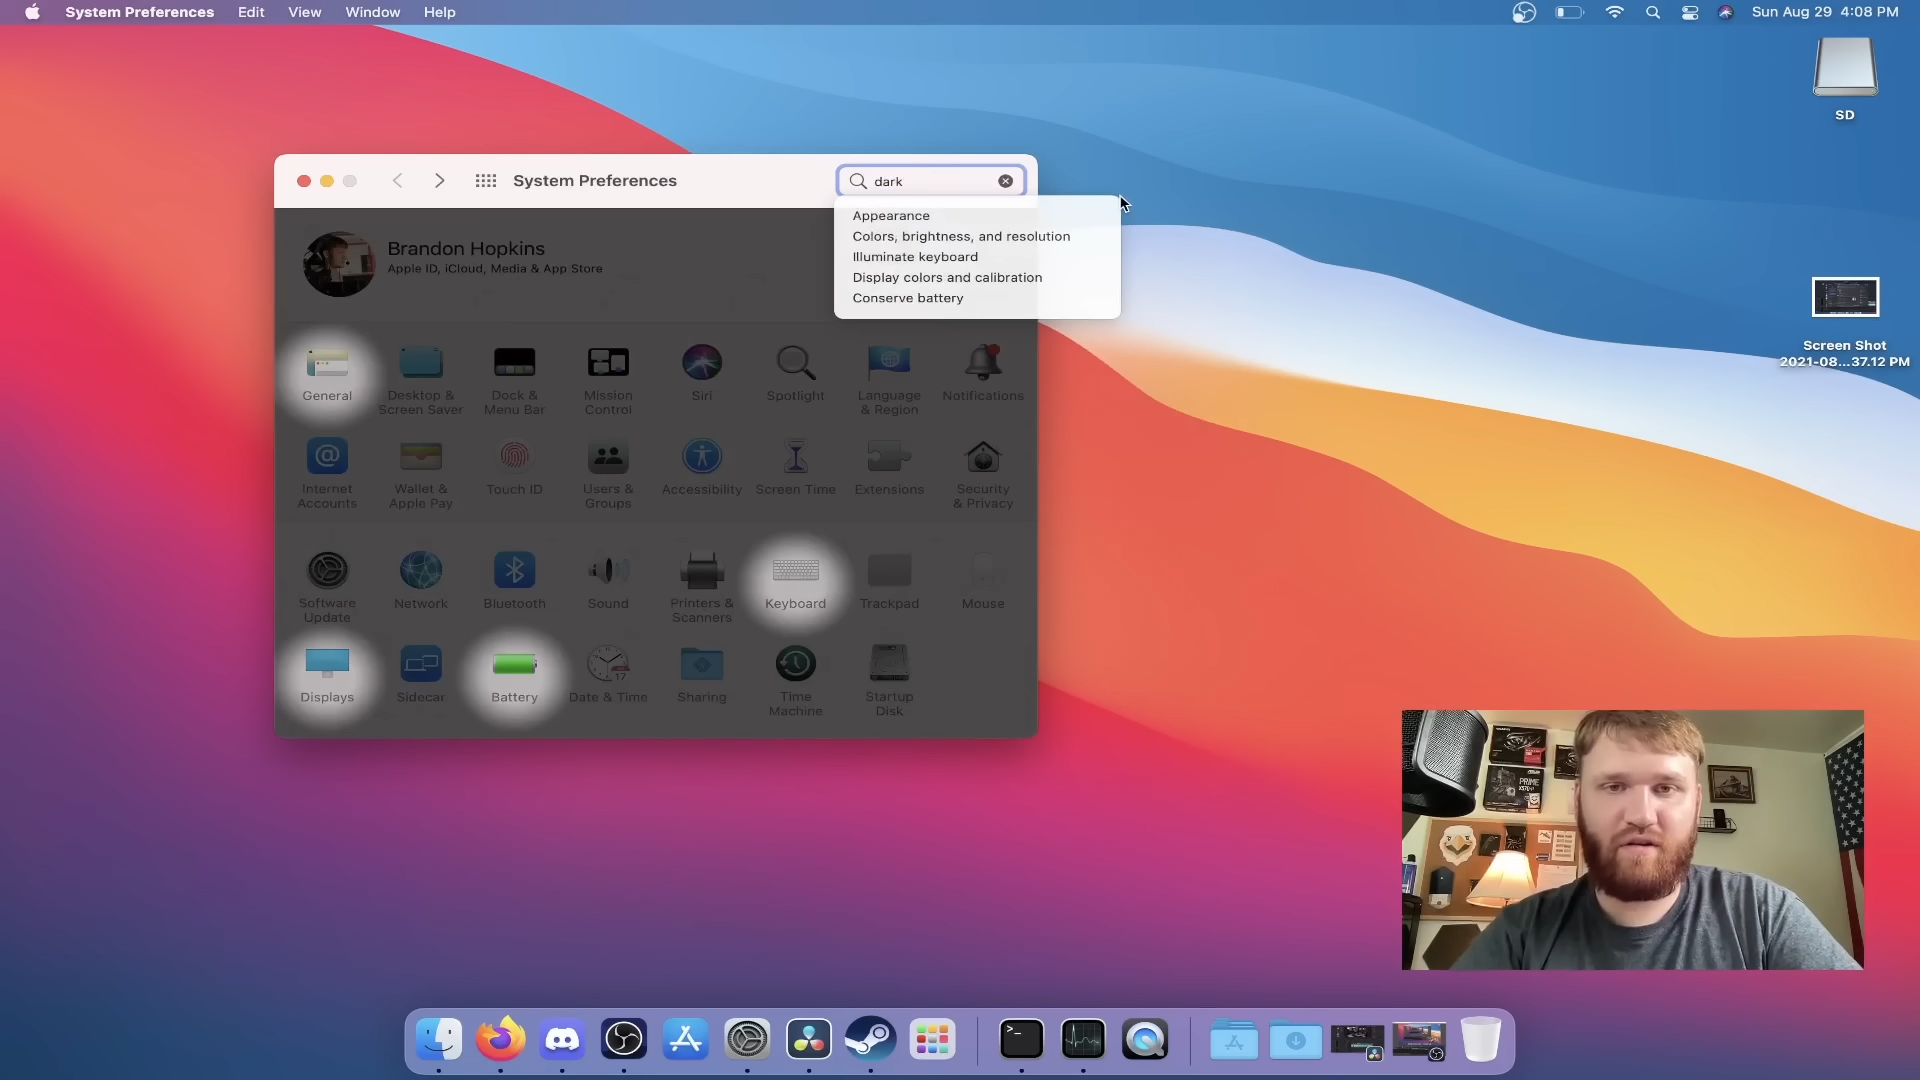 System Preferences Edit View Window Help
Sun Aug 29 4:08 PM
SD
System Preferences
dark
Appearance
Colors, brightness, and resolution
Illuminate keyboard
Display colors and calibration
Conserve battery
Brandon Hopkins
Apple ID, iCloud, Media & App Store
General
Desktop &
Screen Saver
Dock &
Menu Bar
Mission
Control
Siri
Spotlight
Language
& Region
Notifications
Internet
Accounts
Wallet &
Apple Pay
Touch ID
Users &
Groups
Accessibility
Screen Time
Extensions
Security
& Privacy
Software
Update
Network
Bluetooth
Sound
Printers &
Scanners
Keyboard
Trackpad
Mouse
Displays
Sidecar
Battery
17
Date & Time
Sharing
Time
Machine
Startup
Disk
Screen Shot
2021-08...37.12 PM
PRIME
X570-P